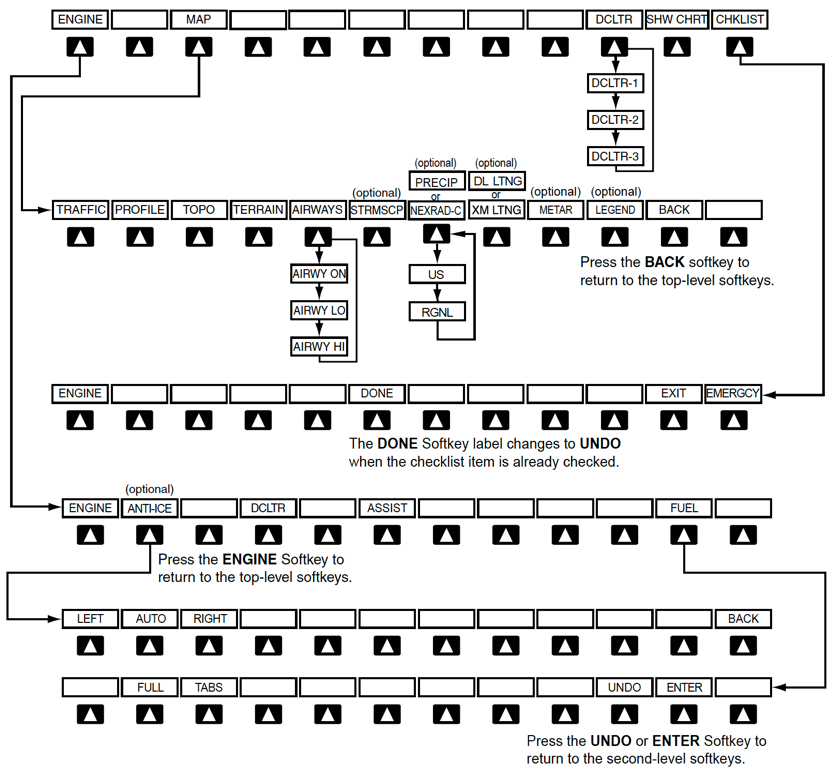 ENGINE MAP DCLTR SHW CHRT CHKLIST
DCLTR-1
DCLTR-2
DCLTR-3
(optional) (optional)
PRECIP DL LTNG
(optional) or or (optional) (optional)
TRAFFIC PROFILE TOPO TERRAIN AIRWAYS STRMSCP NEXRAD-C XM LTNG METAR LEGEND BACK
Press the BACK softkey to
return to the top-level softkeys.
AIRWY ON US
AIRWY LO RGNL
AIRWY HI
ENGINE DONE EXIT EMERGCY
The DONE Softkey label changes to UNDO
when the checklist item is already checked.
(optional)
ENGINE ANTI-ICE DCLTR ASSIST FUEL
Press the ENGINE Softkey to
return to the top-level softkeys.
LEFT AUTO RIGHT BACK
FULL TABS UNDO ENTER
Press the UNDO or ENTER Softkey to
return to the second-level softkeys.